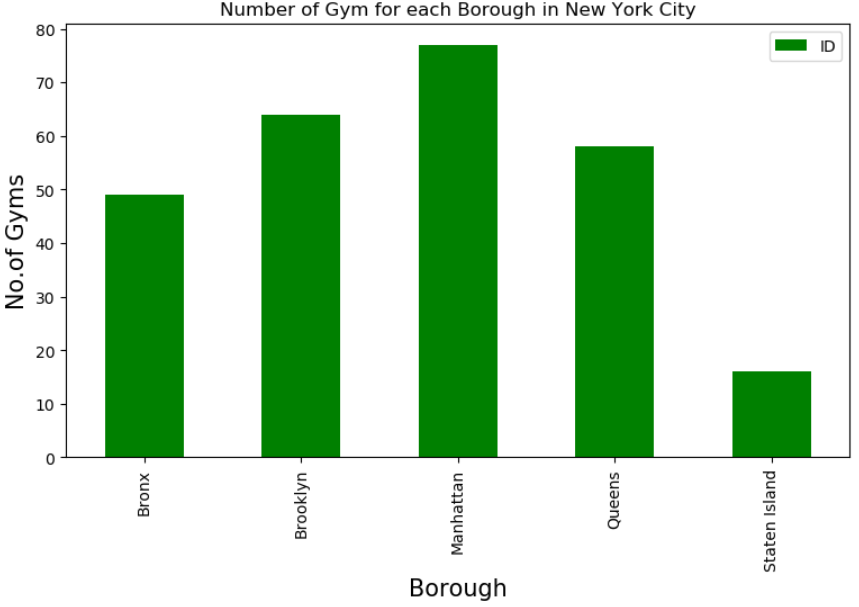 Number of Gym for each Borough in New York City
ID
80
70
60
50
40
30
20
10
0
No.of Gyms
Bronx
Brooklyn
Manhattan
Queens
Staten Island
Borough